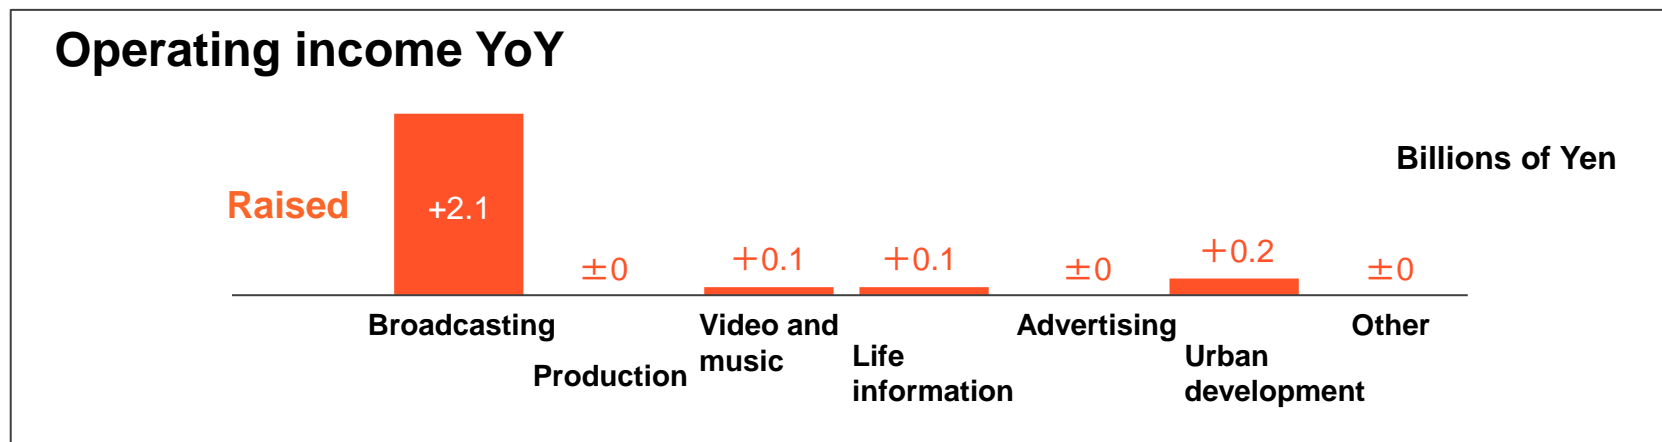 Operating income YoY
Billions of Yen
Raised
+2.1
±0
+0.1
+0.1
±0
+0.2
±0
Broadcasting
Production
Video and
music
Life
information
Advertising
Urban
development
Other